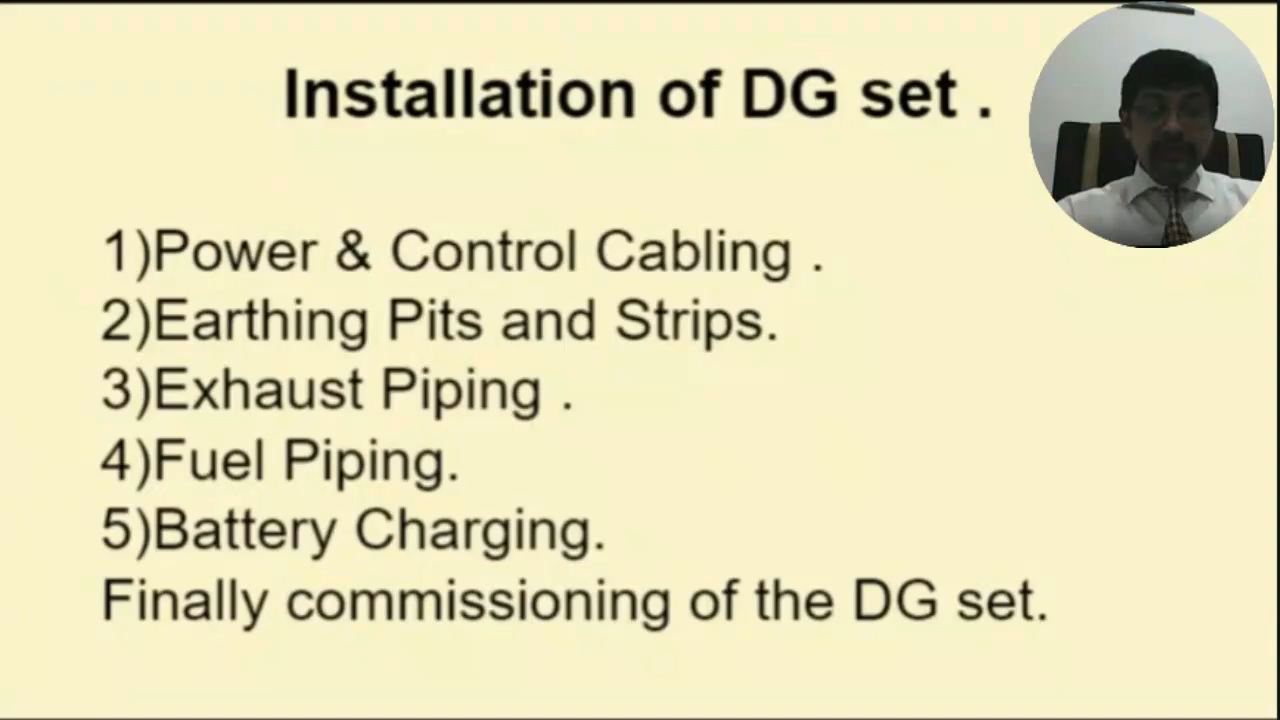 Installation of DG set .
1)Power & Control Cabling .
2)Earthing Pits and Strips.
3)Exhaust Piping .
4)Fuel Piping.
5)Battery Charging.
Finally commissioning of the DG set.